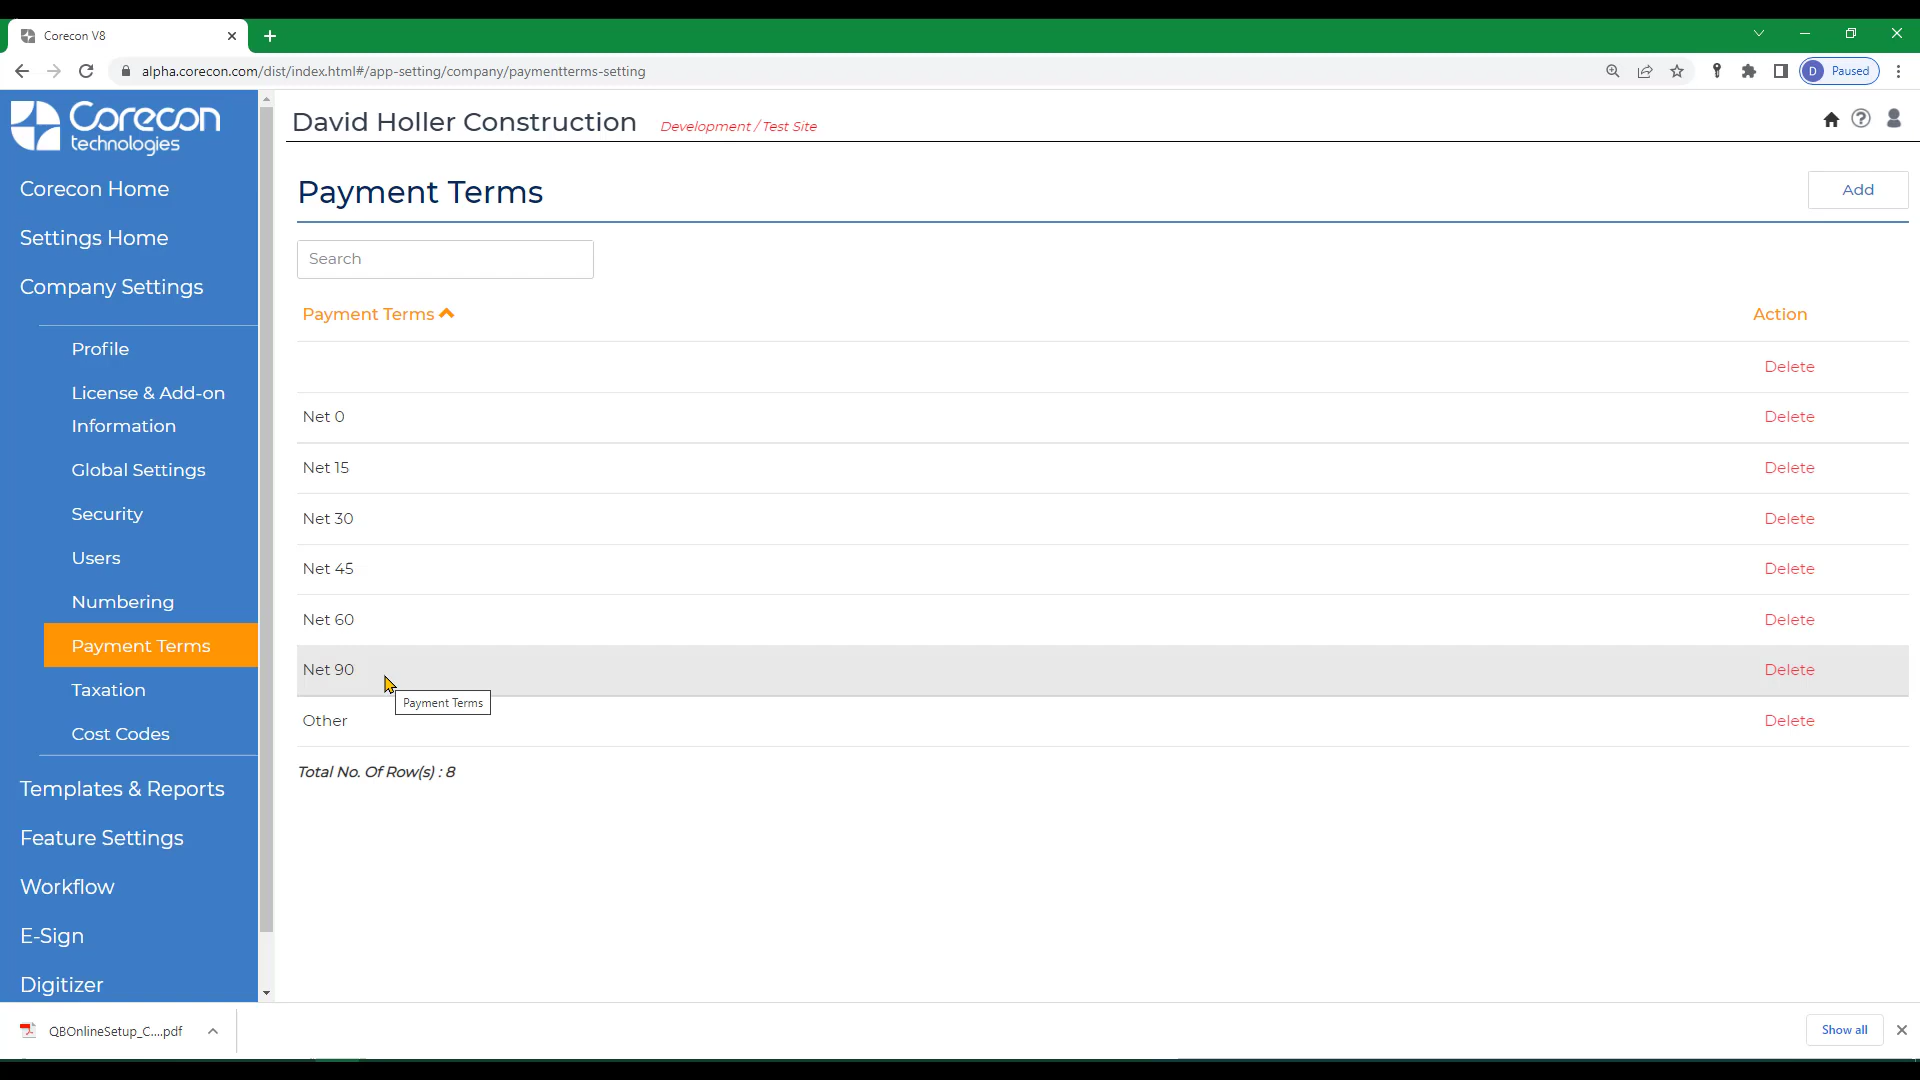 Corecon V8
alpha.corecon.com/dist/index.html#/app-setting/company/paymentterms-setting
D Paused
Corecon
technologies
David Holler Construction Development / Test Site
Corecon Home
Settings Home
Company Settings
Profile
License & Add-on
Information
Global Settings
Security
Users
Numbering
Payment Terms
Taxation
Cost Codes
Templates & Reports
Feature Settings
Workflow
E-Sign
Digitizer
Payment Terms
Add
Search
Payment Terms Action
Delete
Net 0 Delete
Net 15 Delete
Net 30 Delete
Net 45 Delete
Net 60 Delete
Net 90 Delete
Payment Terms
Other Delete
Total No. Of Row(s) : 8
QBOnlineSetup_C....pdf
Show all